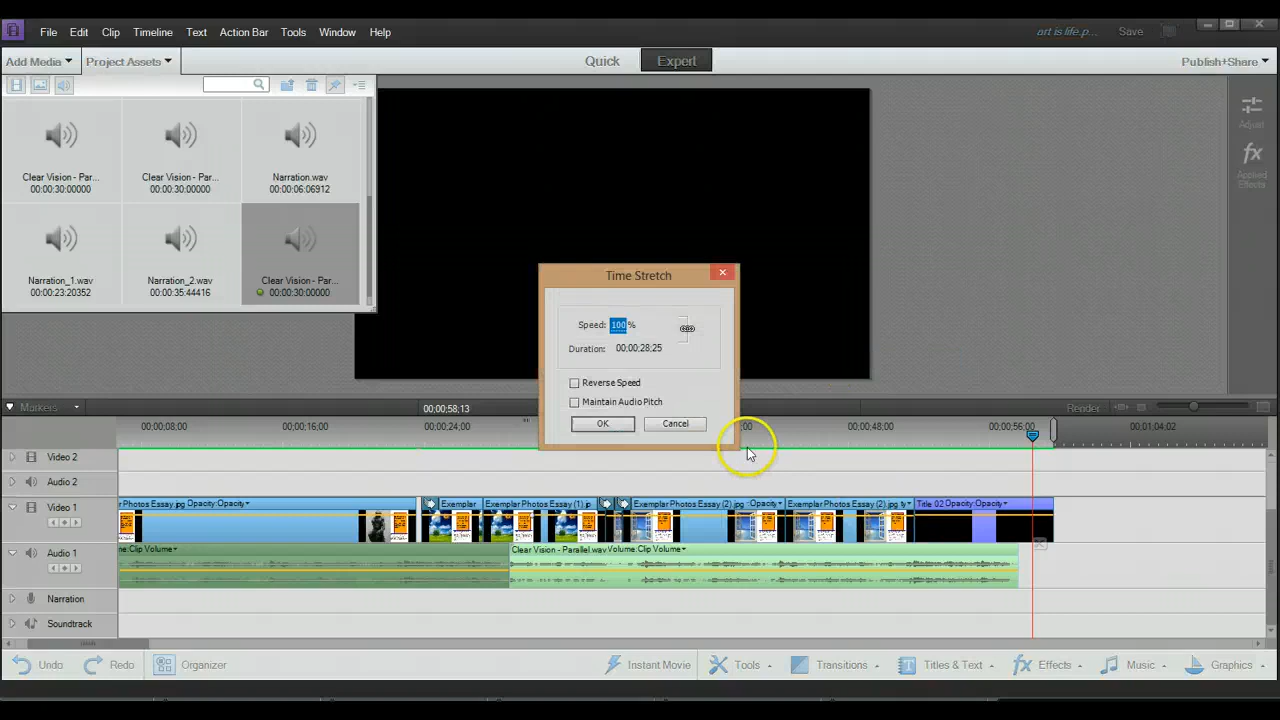 File Edit Clip Timeline Text Action Bar Tools Window Help
art is life.p... Save
Add Media Project Assets Quick Expert Publish+Share
Adjust
Applied
Effects
Clear Vision - Par... Clear Vision - Par... Narration.wav
00:00:30:00000 00:00:30:00000 00:00:06:06912
Narration_1.wav Narration_2.wav Clear Vision - Par...
00:00:23:20352 00:00:35:44416 00:00:30:00000
Time Stretch
Speed: 100 %
Duration: 00;00;28;25
Reverse Speed
Maintain Audio Pitch
OK Cancel
Markers 00;00;58;13 Render
00;00;08;00 00;00;16;00 00;00;24;00 ;00 00;00;48;00 00;00;56;00 00;01;04;02
Video 2
Audio 2
Video 1 r Photos Essay.jpg Opacity:Opacity Exemplar Exemplar Photos Essay (1).jp Exemplar Photos Essay (2).jpg Opacity:Opacity Exemplar Photos Essay (2).jpg Title 02 Opacity:Opacity
Audio 1 me:Clip Volume Clear Vision - Parallel.wav Volume:Clip Volume
Narration
Soundtrack
Undo Redo Organizer Instant Movie Tools Transitions Titles & Text Effects Music Graphics